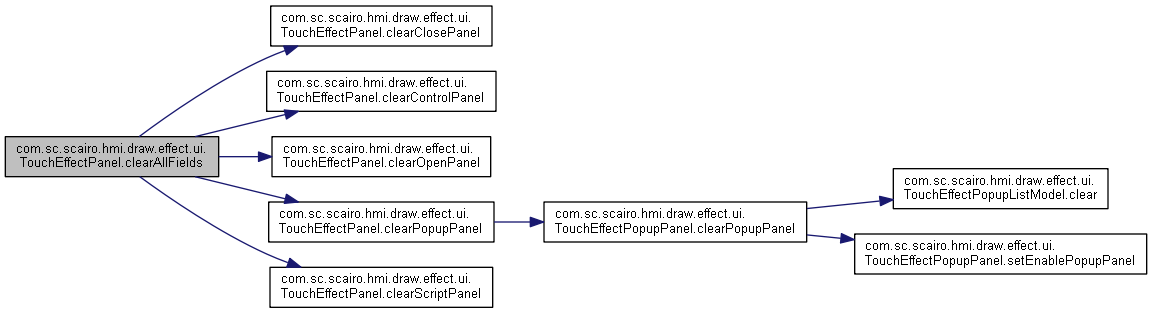 com.sc.scairo.hmi.draw.effect.ui.
TouchEffectPanel.clearClosePanel
com.sc.scairo.hmi.draw.effect.ui.
TouchEffectPanel.clearControlPanel
com.sc.scairo.hmi.draw.effect.ui.
TouchEffectPanel.clearAllFields
com.sc.scairo.hmi.draw.effect.ui.
TouchEffectPanel.clearOpenPanel
com.sc.scairo.hmi.draw.effect.ui.
TouchEffectPanel.clearPopupPanel
com.sc.scairo.hmi.draw.effect.ui.
TouchEffectPanel.clearScriptPanel
com.sc.scairo.hmi.draw.effect.ui.
TouchEffectPopupPanel.clearPopupPanel
com.sc.scairo.hmi.draw.effect.ui.
TouchEffectPopupListModel.clear
com.sc.scairo.hmi.draw.effect.ui.
TouchEffectPopupPanel.setEnablePopupPanel